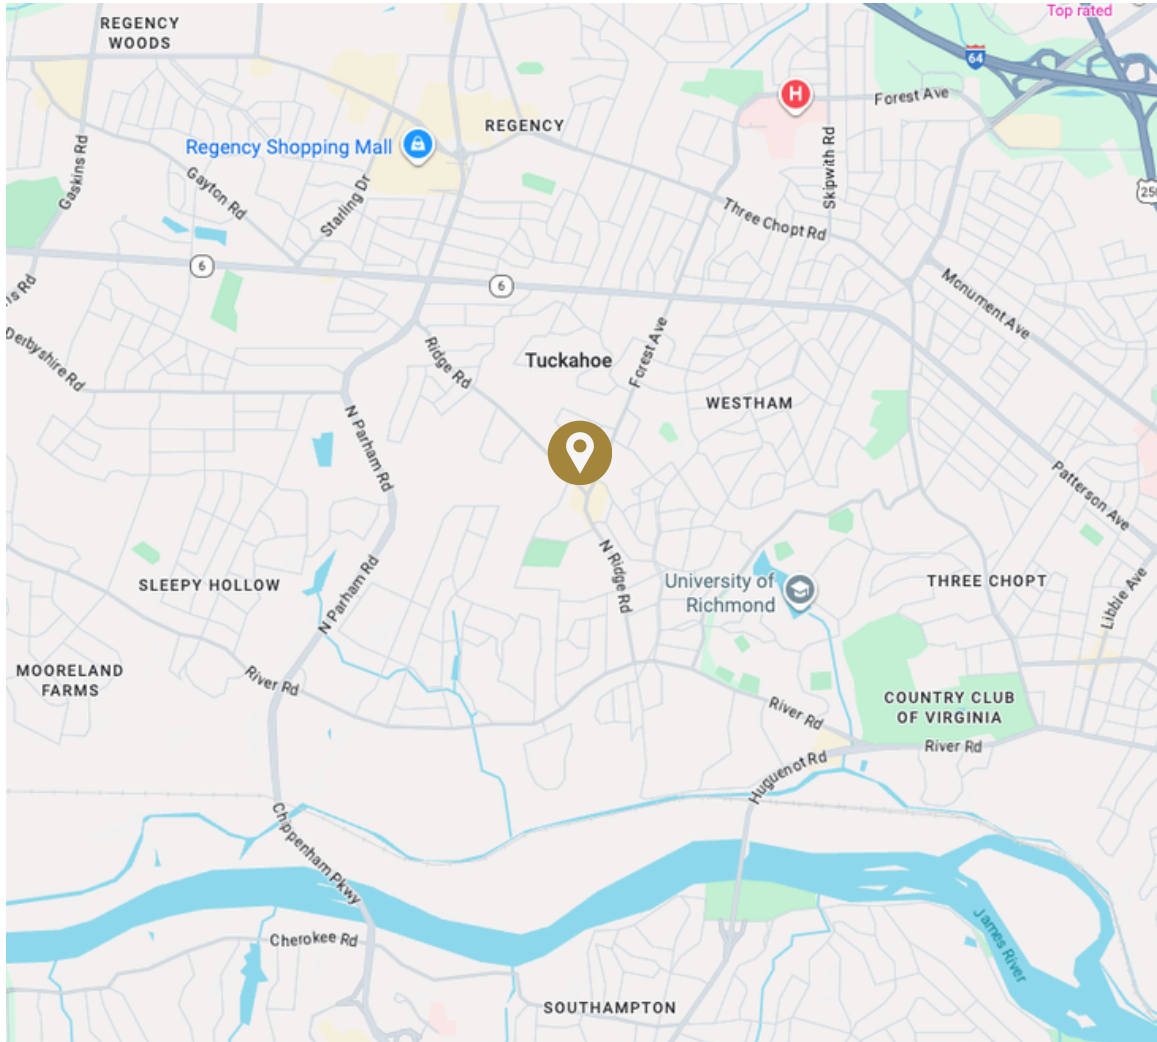 REGENCY
WOODS
Top rated
64
H
Forest Ave
REGENCY
Regency Shopping Mall
Gaskins Rd
Gayton Rd
Starling Dr
Skipwith Rd
250
Three Chopt Rd
6
6
Monument Ave
Derbyshire Rd
Ridge Rd
Tuckahoe
Forest Ave
WESTHAM
N Parham Rd
Patterson Ave
N Ridge Rd
SLEEPY HOLLOW
N Parham Rd
University of
Richmond
THREE CHOPT
Libbie Ave
MOORELAND
FARMS
River Rd
COUNTRY CLUB
OF VIRGINIA
River Rd
River Rd
Huguenot Rd
Chippenham Pkwy
Cherokee Rd
James River
SOUTHAMPTON